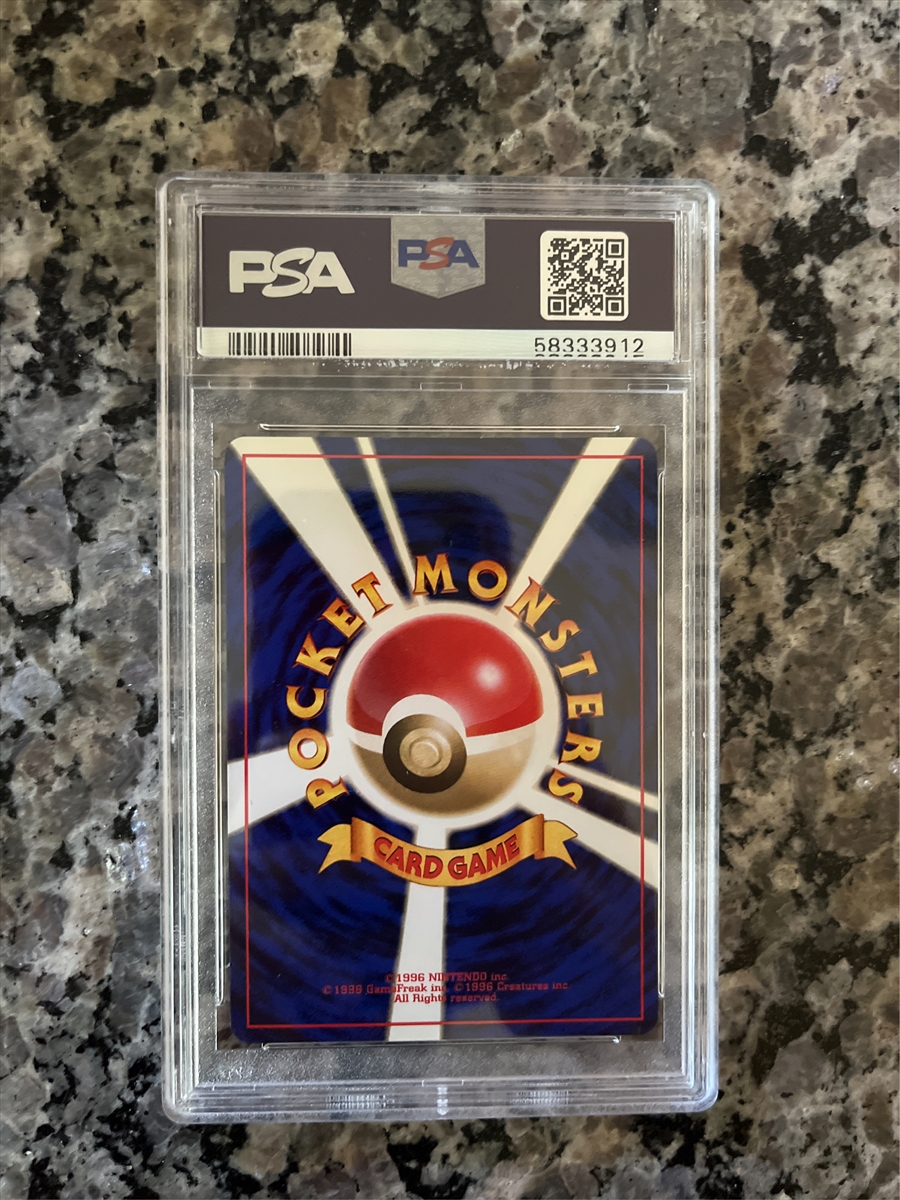 PSA
PSA
58333912
POCKET MONSTERS
CARD GAME
©1996 NINTENDO inc.
©1996 GameFreak inc. ©1996 Creatures inc.
All Rights reserved.